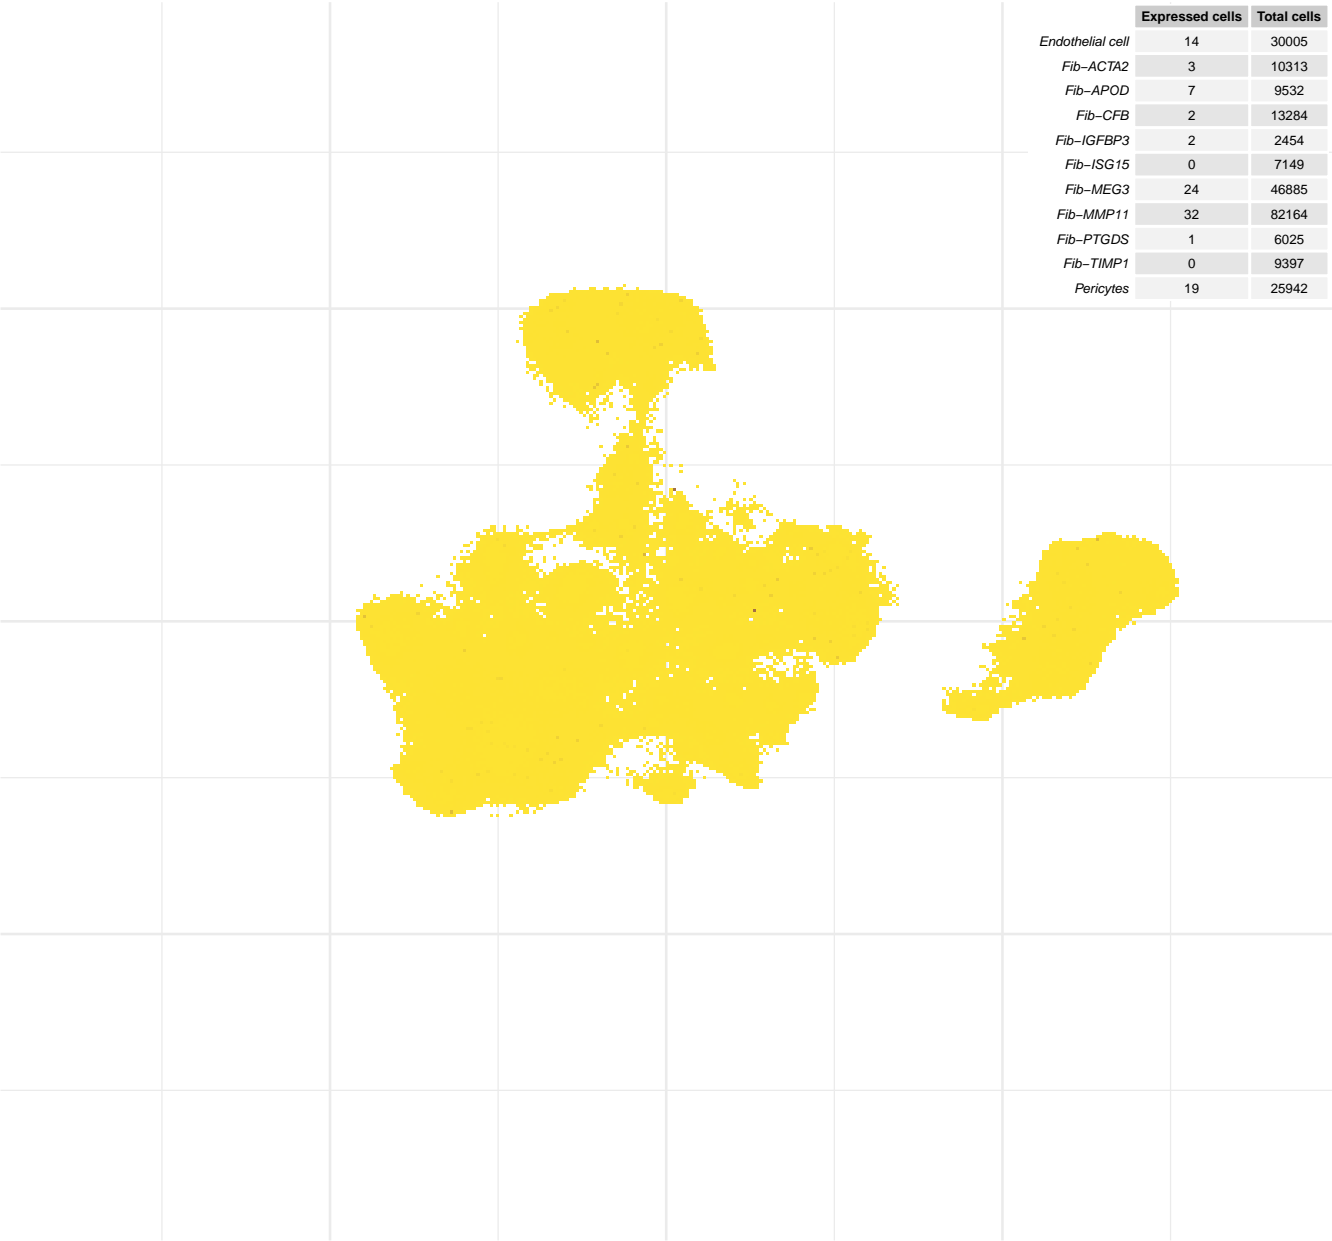 Expressed cells Total cells
Endothelial cell 14 30005
Fib−ACTA2 3 10313
Fib−APOD 7 9532
Fib−CFB 2 13284
Fib−IGFBP3 2 2454
Fib−ISG15 0 7149
Fib−MEG3 24 46885
Fib−MMP11 32 82164
Fib−PTGDS 1 6025
Fib−TIMP1 0 9397
Pericytes 19 25942